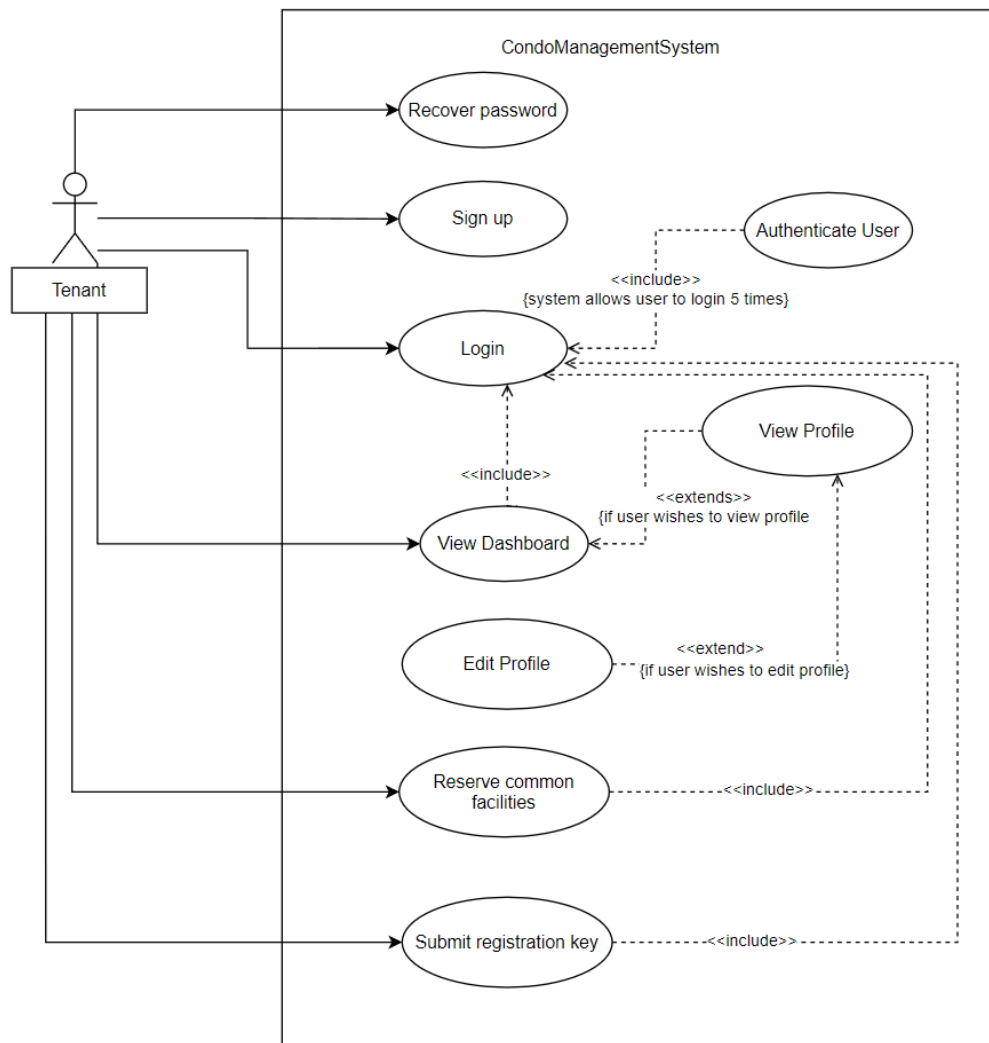 CondoManagementSystem
Recover password
Sign up
Authenticate User
Tenant
<<include>>
{system allows user to login 5 times}
Login
View Profile
<<include>>
<<extends>>
{if user wishes to view profile
View Dashboard
Edit Profile
<<extend>>
{if user wishes to edit profile}
Reserve common
facilities
<<include>>
Submit registration key
<<include>>